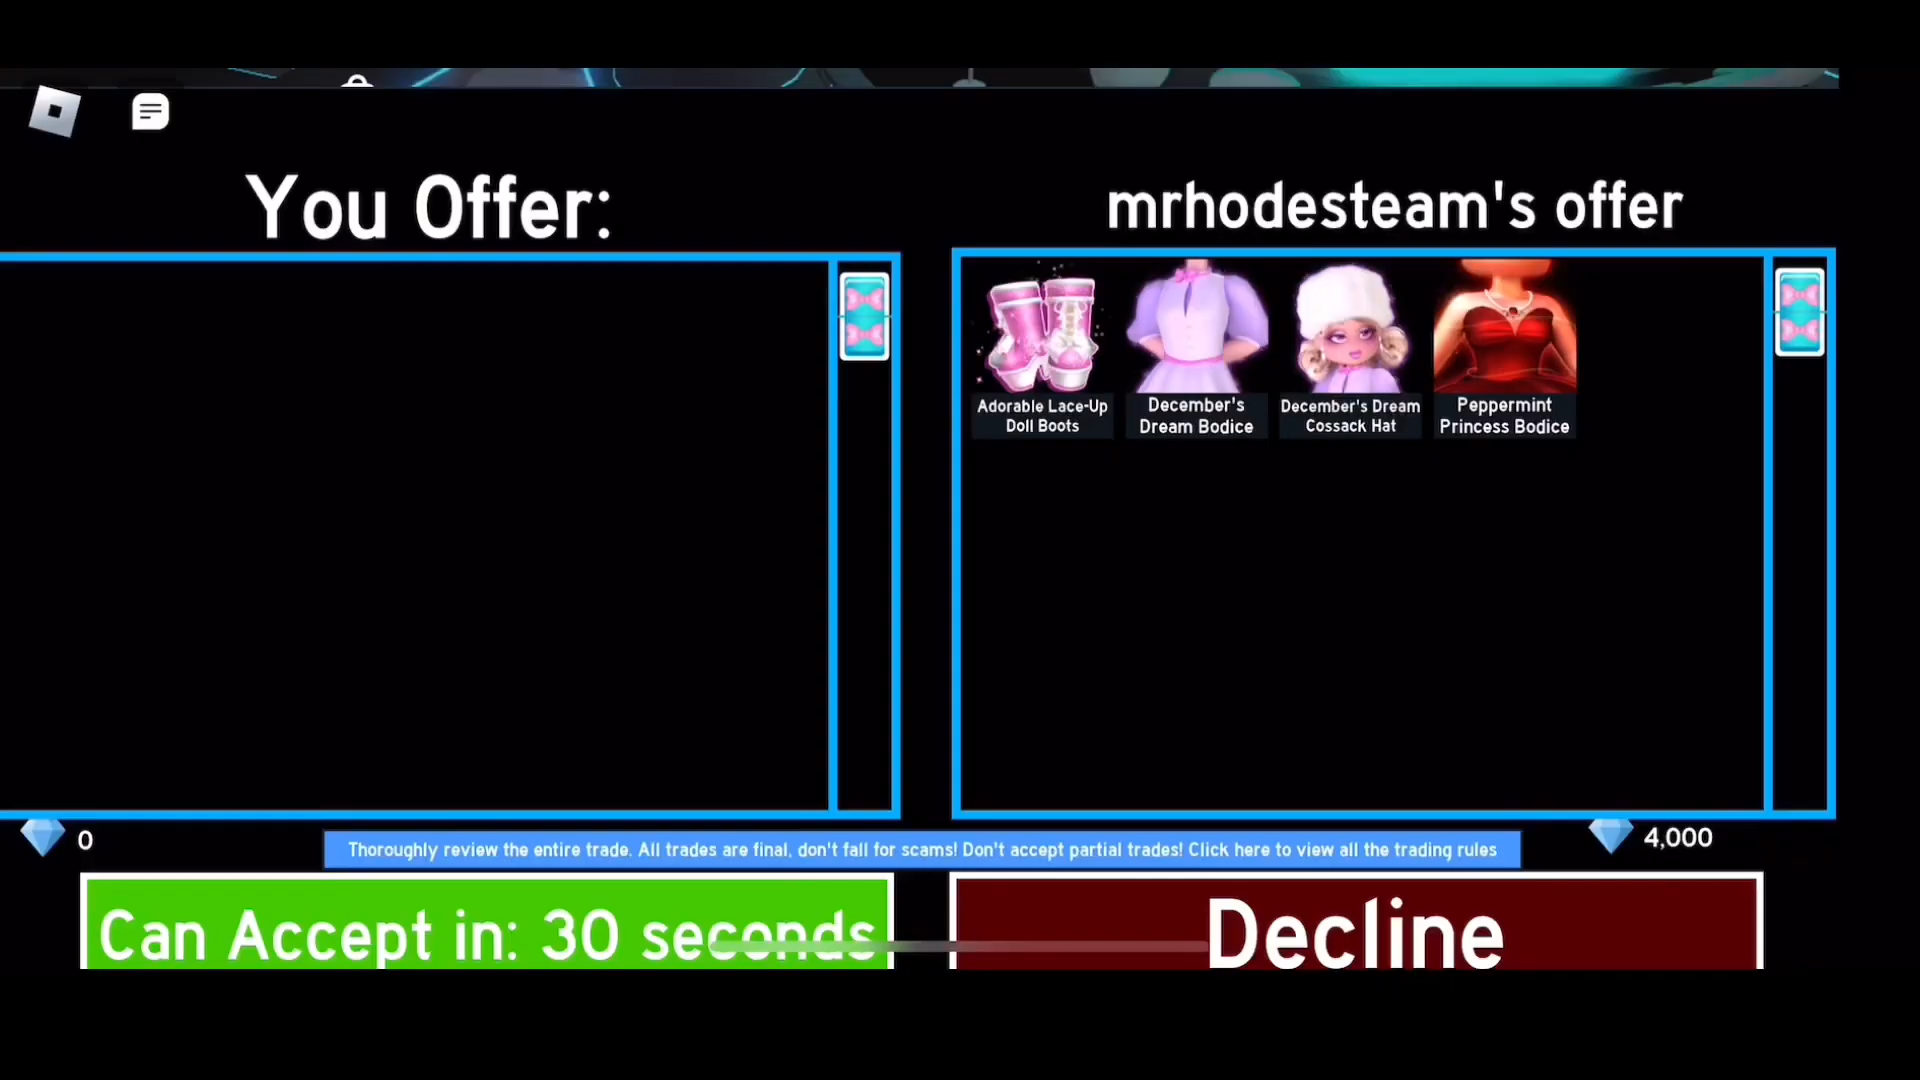 You Offer:
mrhodesteam's offer
Adorable Lace-Up
Doll Boots
December's
Dream Bodice
December's Dream
Cossack Hat
Peppermint
Princess Bodice
0
Thoroughly review the entire trade. All trades are final, don't fall for scams! Don't accept partial trades! Click here to view all the trading rules
4,000
Can Accept in: 30 seconds
Decline